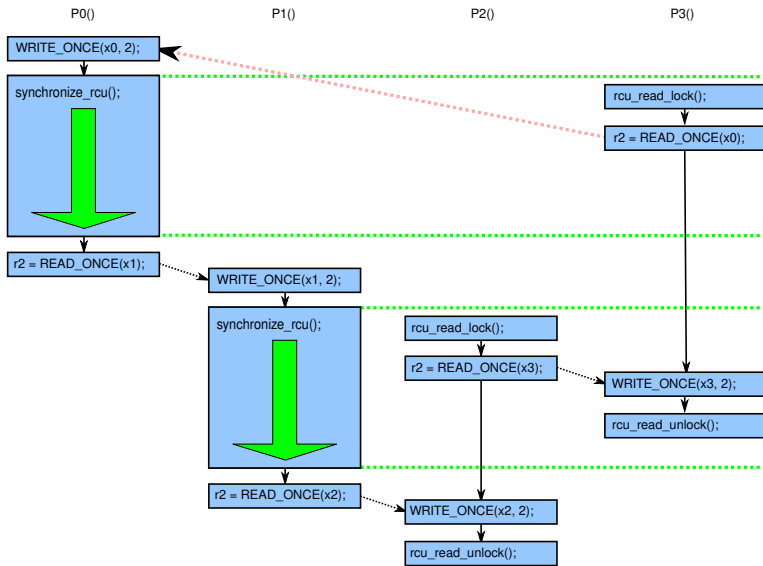 P0() P1() P2() P3()
WRITE_ONCE(x0, 2);
synchronize_rcu();
rcu_read_lock();
r2 = READ_ONCE(x0);
r2 = READ_ONCE(x1);
WRITE_ONCE(x1, 2);
synchronize_rcu();
rcu_read_lock();
r2 = READ_ONCE(x3);
WRITE_ONCE(x3, 2);
rcu_read_unlock();
r2 = READ_ONCE(x2);
WRITE_ONCE(x2, 2);
rcu_read_unlock();